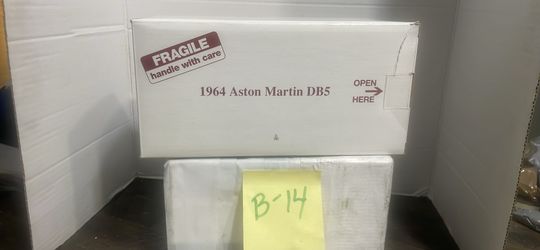 FRAGILE
handle with care
1964 Aston Martin DB5
OPEN
HERE
B-14